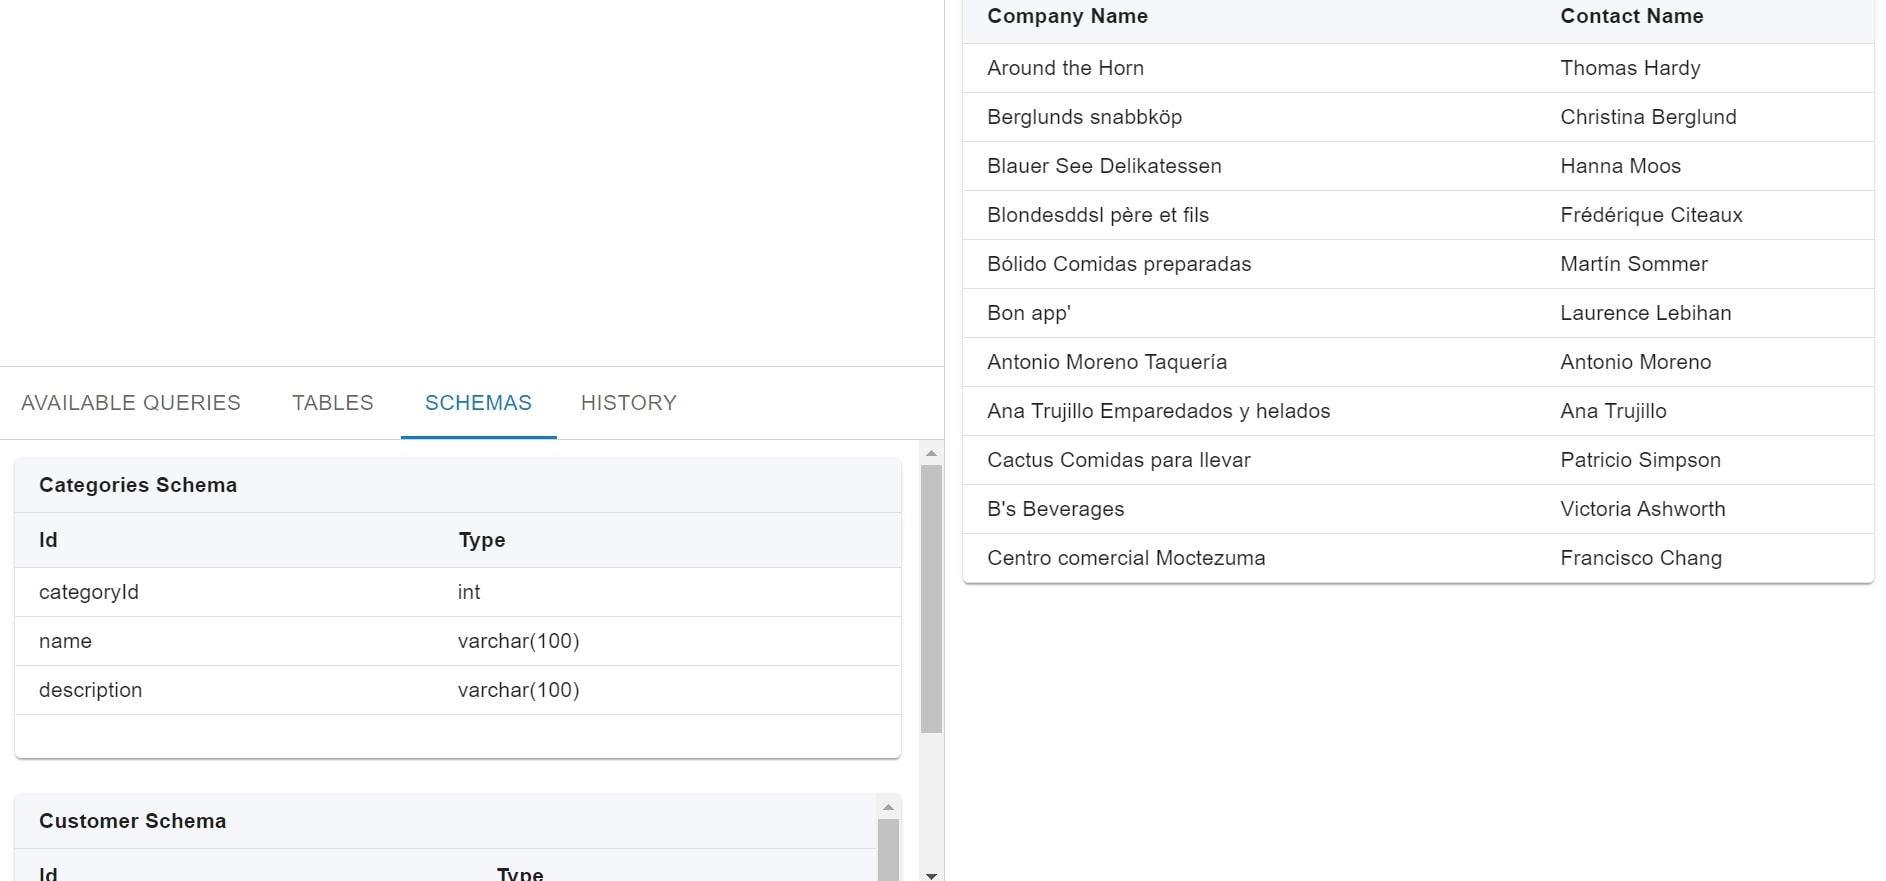 AVAILABLE QUERIES TABLES SCHEMAS HISTORY
Categories Schema
Id Type
categoryId int
name varchar(100)
description varchar(100)
Customer Schema
Id Type
Company Name Contact Name
Around the Horn Thomas Hardy
Berglunds snabbköp Christina Berglund
Blauer See Delikatessen Hanna Moos
Blondesddsl père et fils Frédérique Citeaux
Bólido Comidas preparadas Martín Sommer
Bon app' Laurence Lebihan
Antonio Moreno Taquería Antonio Moreno
Ana Trujillo Emparedados y helados Ana Trujillo
Cactus Comidas para llevar Patricio Simpson
B's Beverages Victoria Ashworth
Centro comercial Moctezuma Francisco Chang